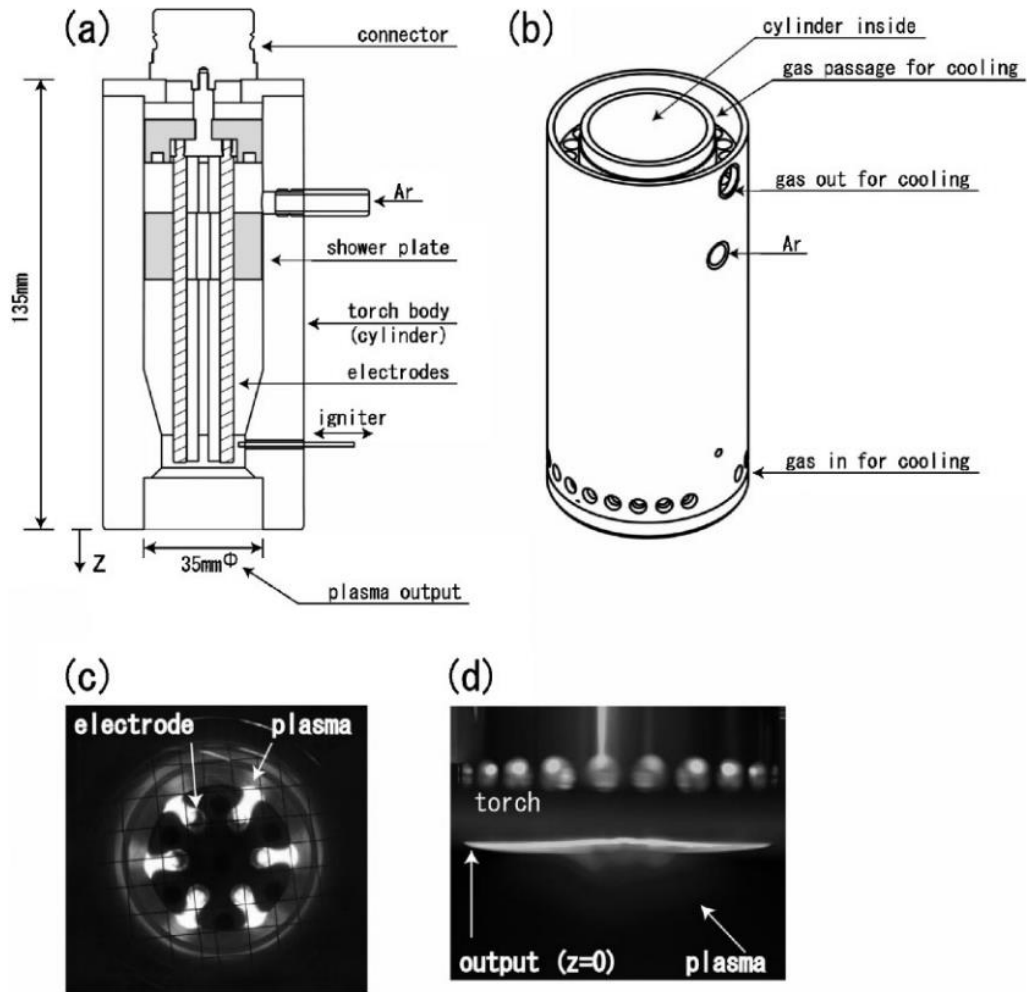 (a)
connector
Ar
shower plate
torch body
(cylinder)
electrodes
igniter
135mm
Z
35mmΦ
plasma output
(b)
cylinder inside
gas passage for cooling
gas out for cooling
Ar
gas in for cooling
(c)
electrode
plasma
(d)
torch
output (z=0)
plasma